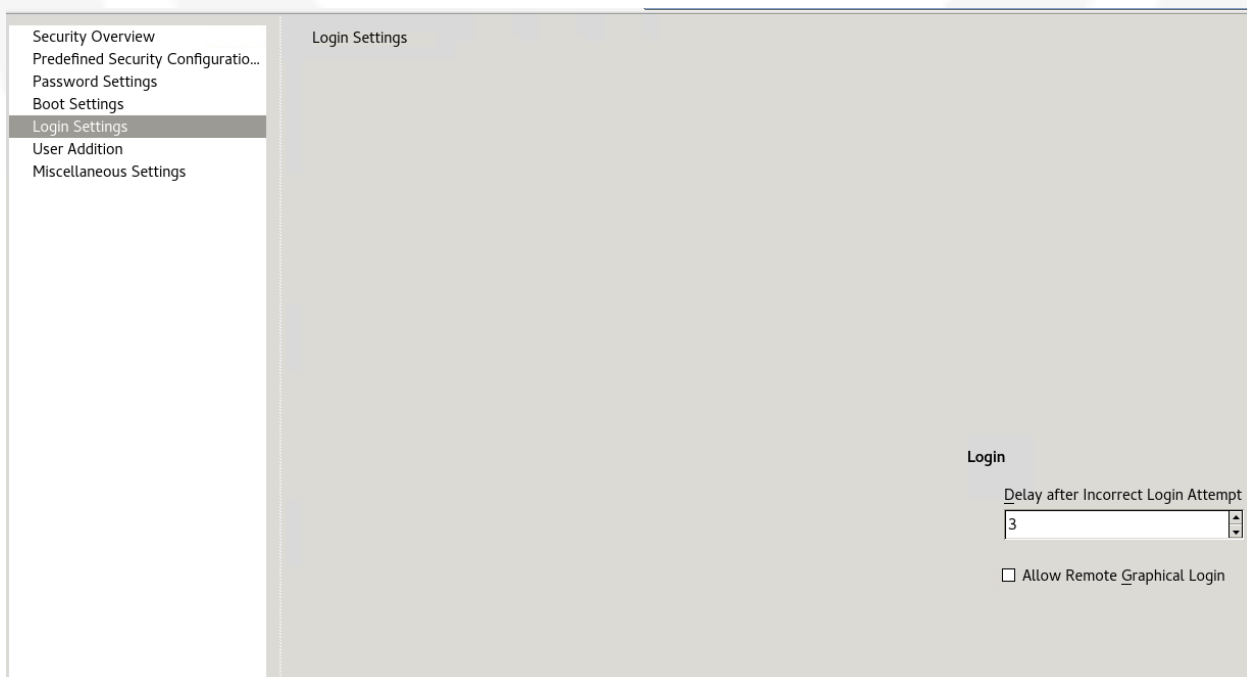 Security Overview
Predefined Security Configuratio...
Password Settings
Boot Settings
Login Settings
User Addition
Miscellaneous Settings
Login Settings
Login
Delay after Incorrect Login Attempt
3
Allow Remote Graphical Login